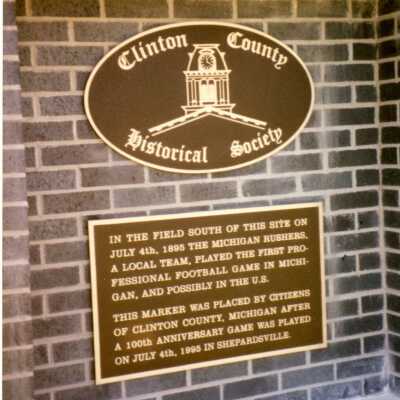 Clinton County
Historical Society
IN THE FIELD SOUTH OF THIS SITE ON
JULY 4th, 1895 THE MICHIGAN RUSHERS,
A LOCAL TEAM, PLAYED THE FIRST PRO-
FESSIONAL FOOTBALL GAME IN MICHI-
GAN, AND POSSIBLY IN THE U.S.
THIS MARKER WAS PLACED BY CITIZENS
OF CLINTON COUNTY, MICHIGAN AFTER
A 100th ANNIVERSARY GAME WAS PLAYED
ON JULY 4th, 1995 IN SHEPARDSVILLE.